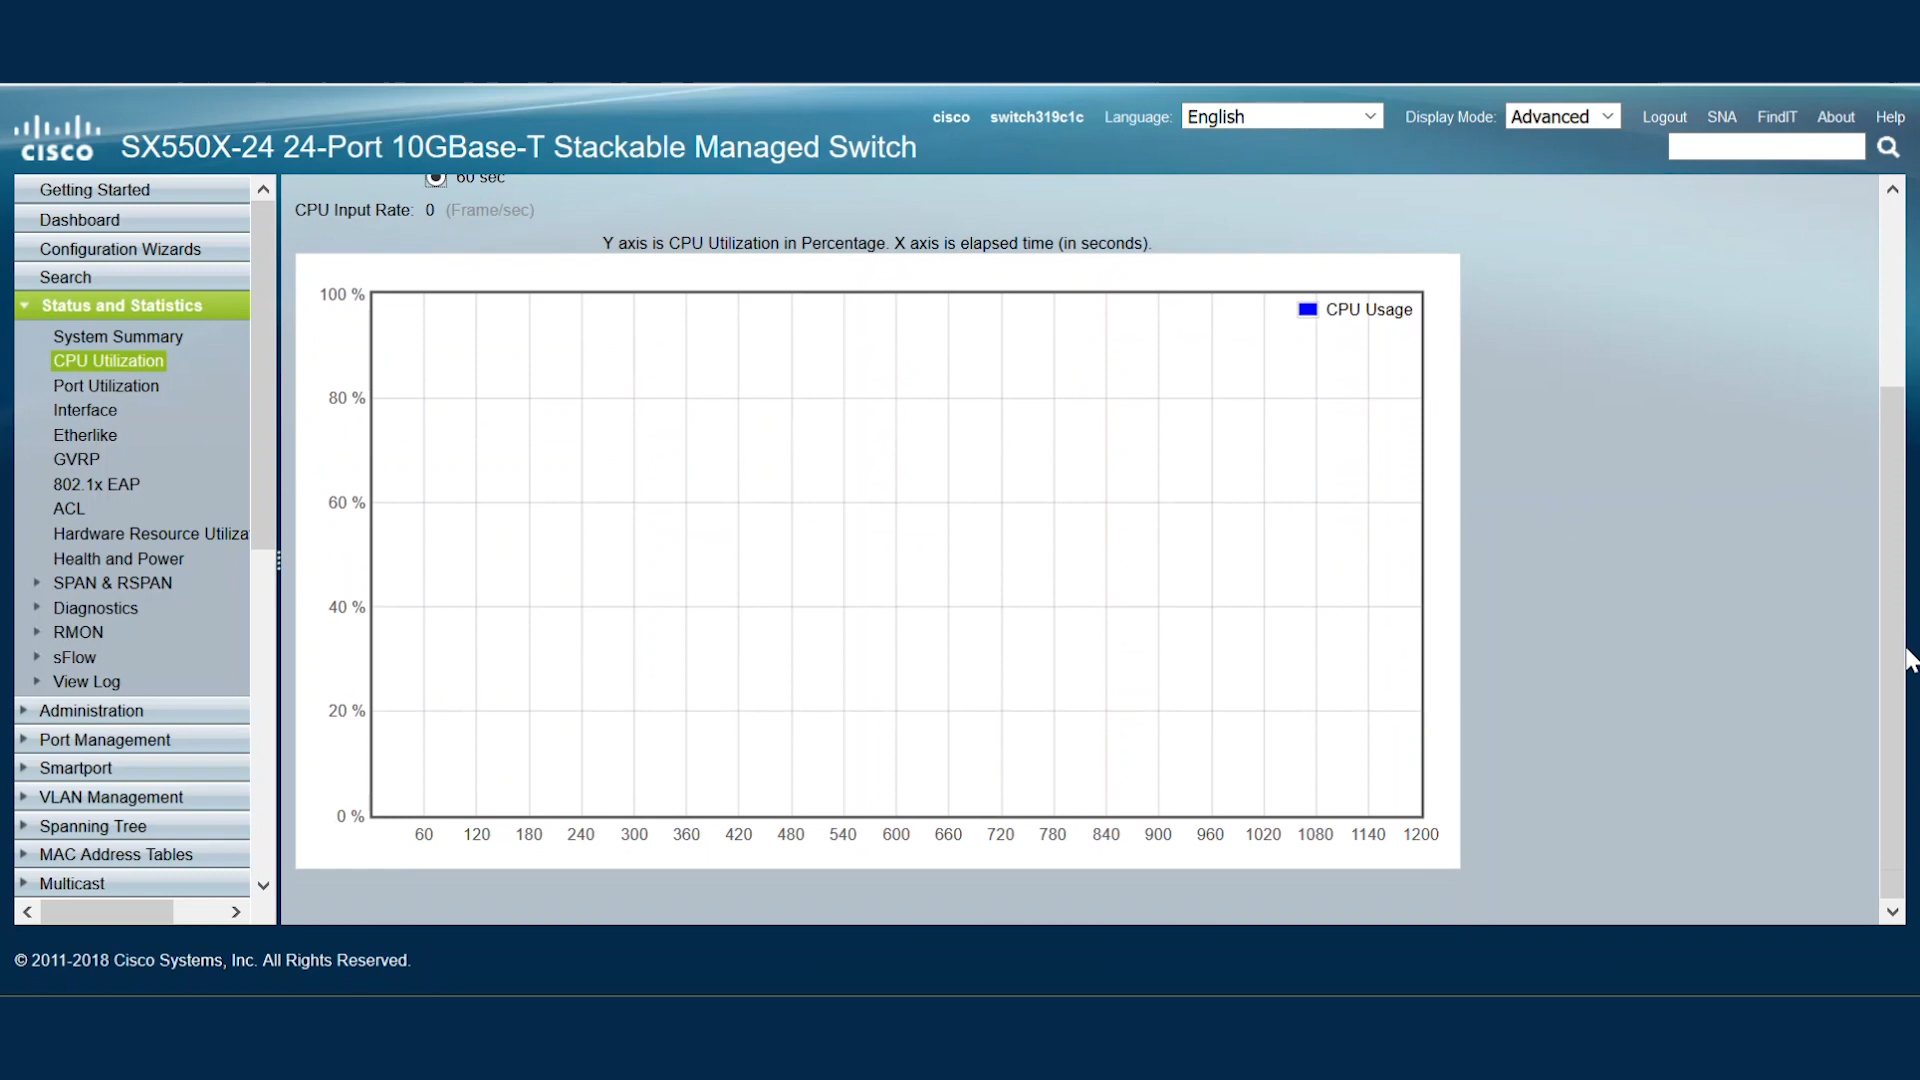 cisco switch319c1c Language: English Display Mode: Advanced Logout SNA FindIT About Help
CISCO SX550X-24 24-Port 10GBase-T Stackable Managed Switch
Getting Started
Dashboard
Configuration Wizards
Search
Status and Statistics
System Summary
CPU Utilization
Port Utilization
Interface
Etherlike
GVRP
802.1x EAP
ACL
Hardware Resource Utiliza
Health and Power
SPAN & RSPAN
Diagnostics
RMON
sFlow
View Log
Administration
Port Management
Smartport
VLAN Management
Spanning Tree
MAC Address Tables
Multicast
60 sec
CPU Input Rate: 0 (Frame/sec)
Y axis is CPU Utilization in Percentage. X axis is elapsed time (in seconds).
CPU Usage
100 %
80 %
60 %
40 %
20 %
0 %
60 120 180 240 300 360 420 480 540 600 660 720 780 840 900 960 1020 1080 1140 1200
© 2011-2018 Cisco Systems, Inc. All Rights Reserved.